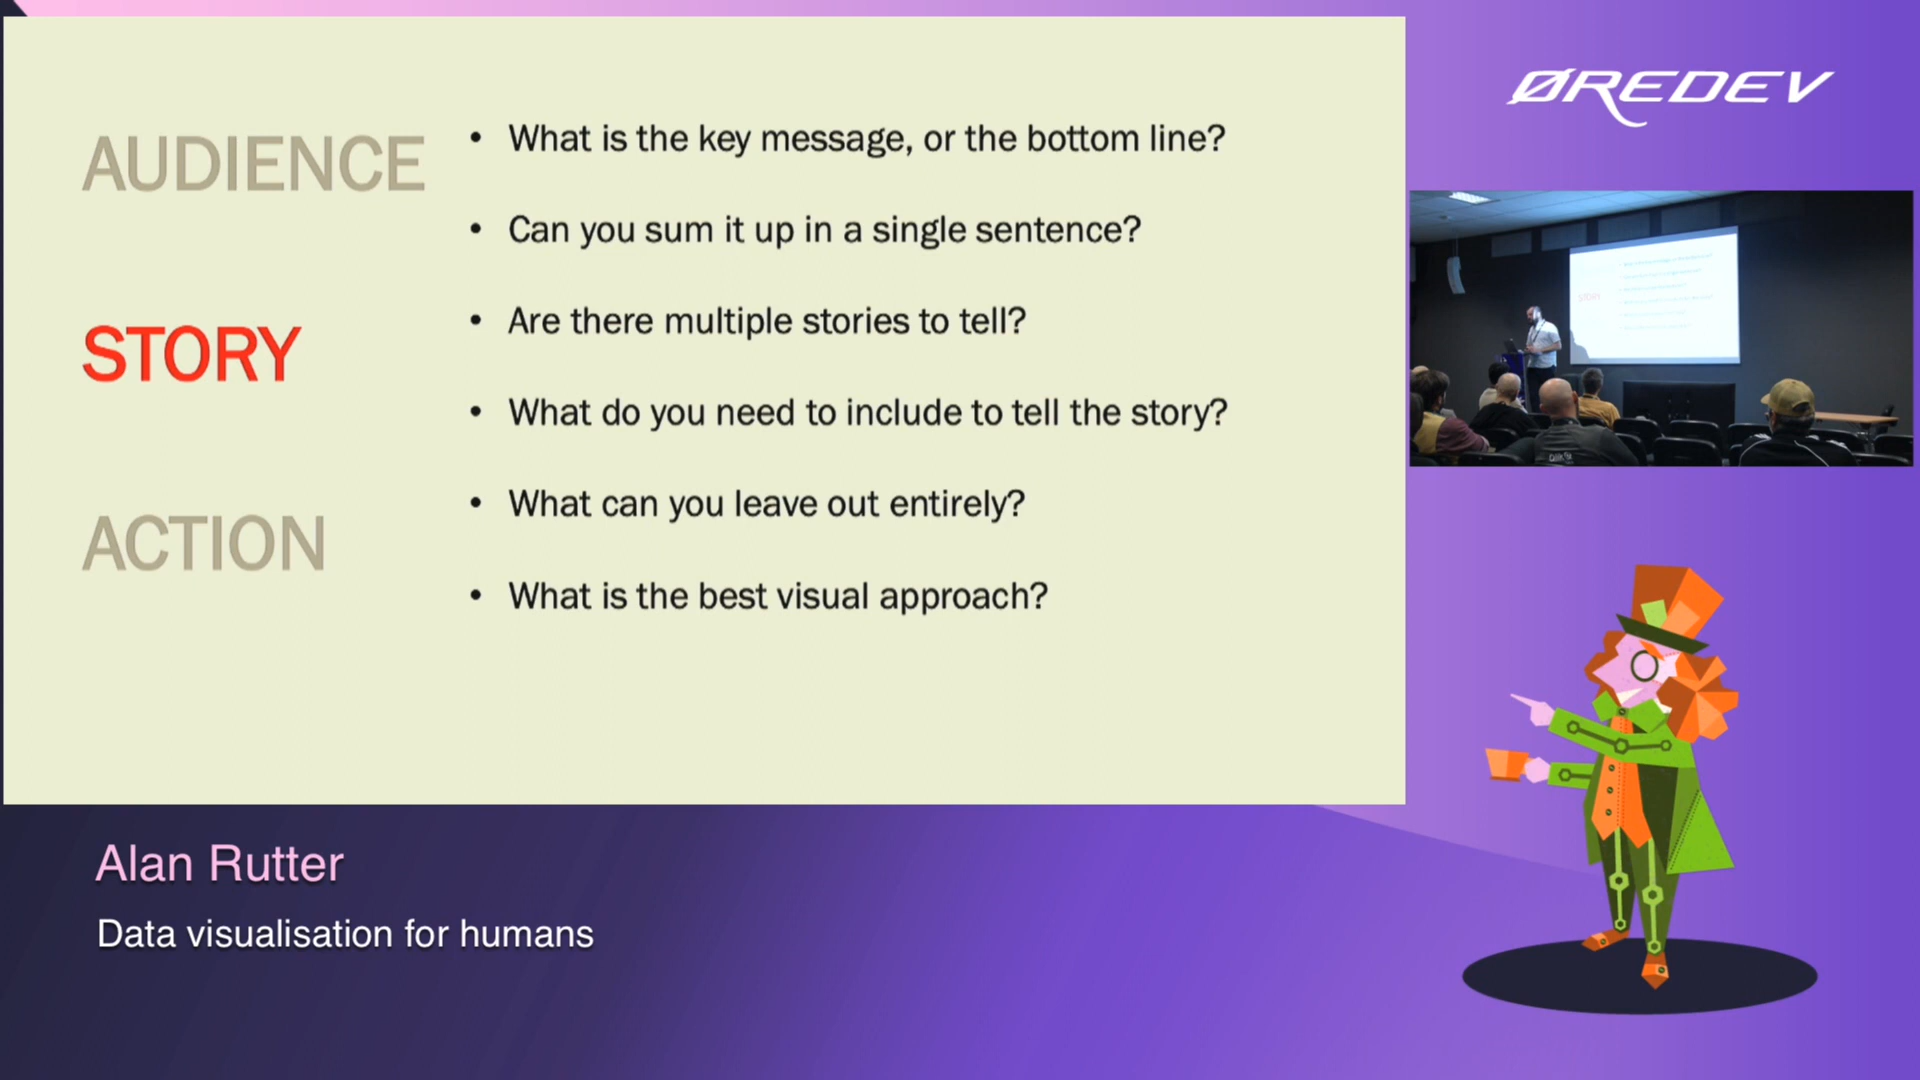 AUDIENCE
STORY
ACTION
• What is the key message, or the bottom line?
• Can you sum it up in a single sentence?
• Are there multiple stories to tell?
• What do you need to include to tell the story?
• What can you leave out entirely?
• What is the best visual approach?
ØREDEV
STORY
Alan Rutter
Data visualisation for humans